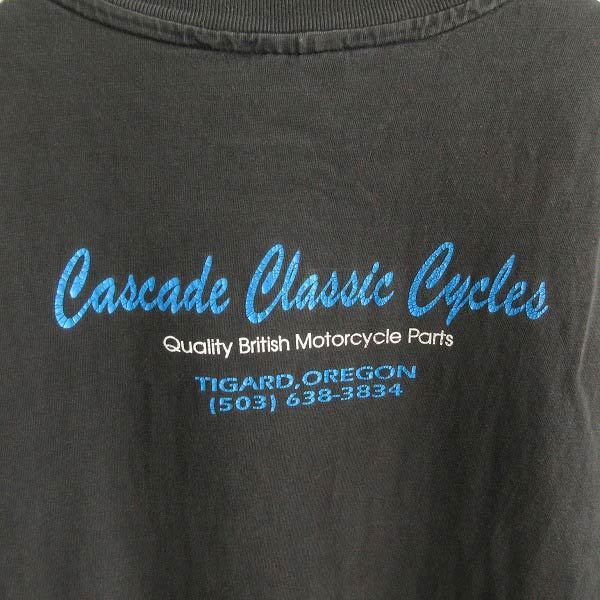 Cascade Classic Cycles
Quality British Motorcycle Parts
TIGARD, OREGON
(503) 638-3834